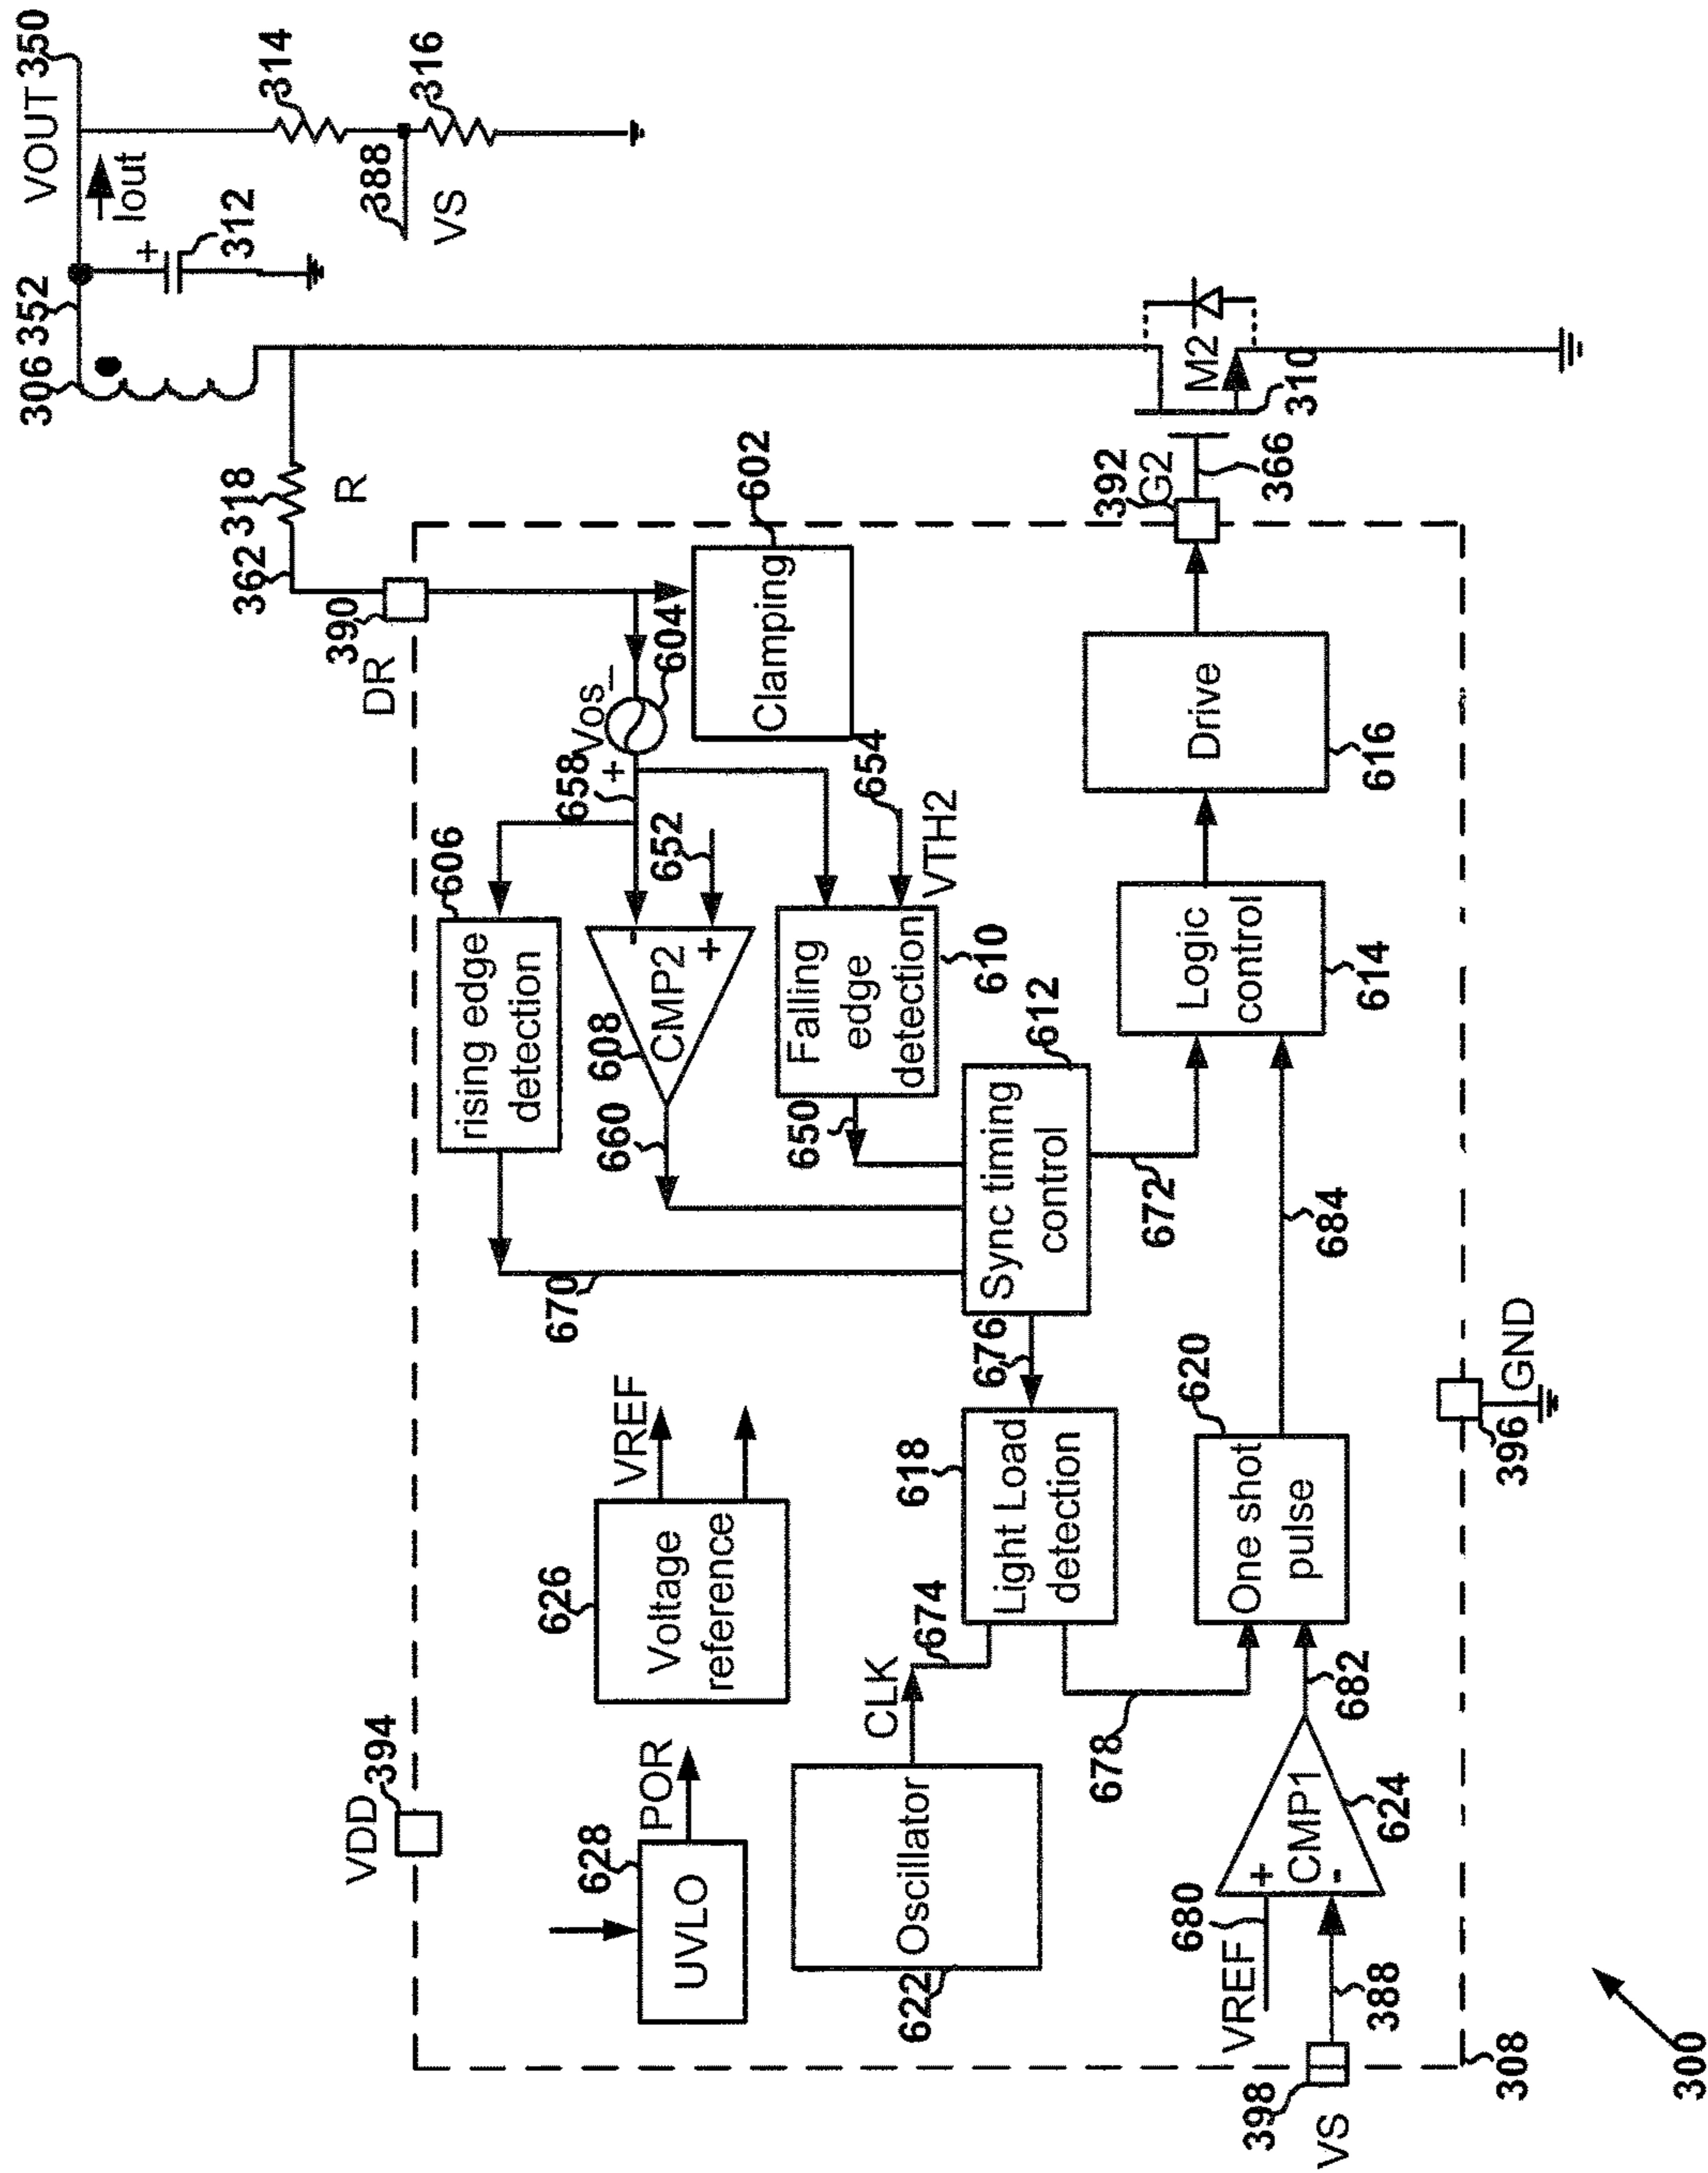 306
352
VOUT
350
Iout
+
312
314
388
VS
316
362
318
R
390
DR
VDD
394
628
UVLO
POR
626
Voltage
reference
VREF
606
rising edge
detection
670
658
+
Vos
_
604
602
Clamping
652
608
-
CMP2
+
660
Falling
edge
detection
610
650
654
VTH2
622
Oscillator
CLK
674
618
Light Load
detection
676
612
Sync timing
control
672
678
VREF
680
+
CMP1
-
624
682
620
One shot
pulse
684
Logic
control
614
Drive
616
392
G2
366
M2
310
VS
398
388
396
GND
308
300